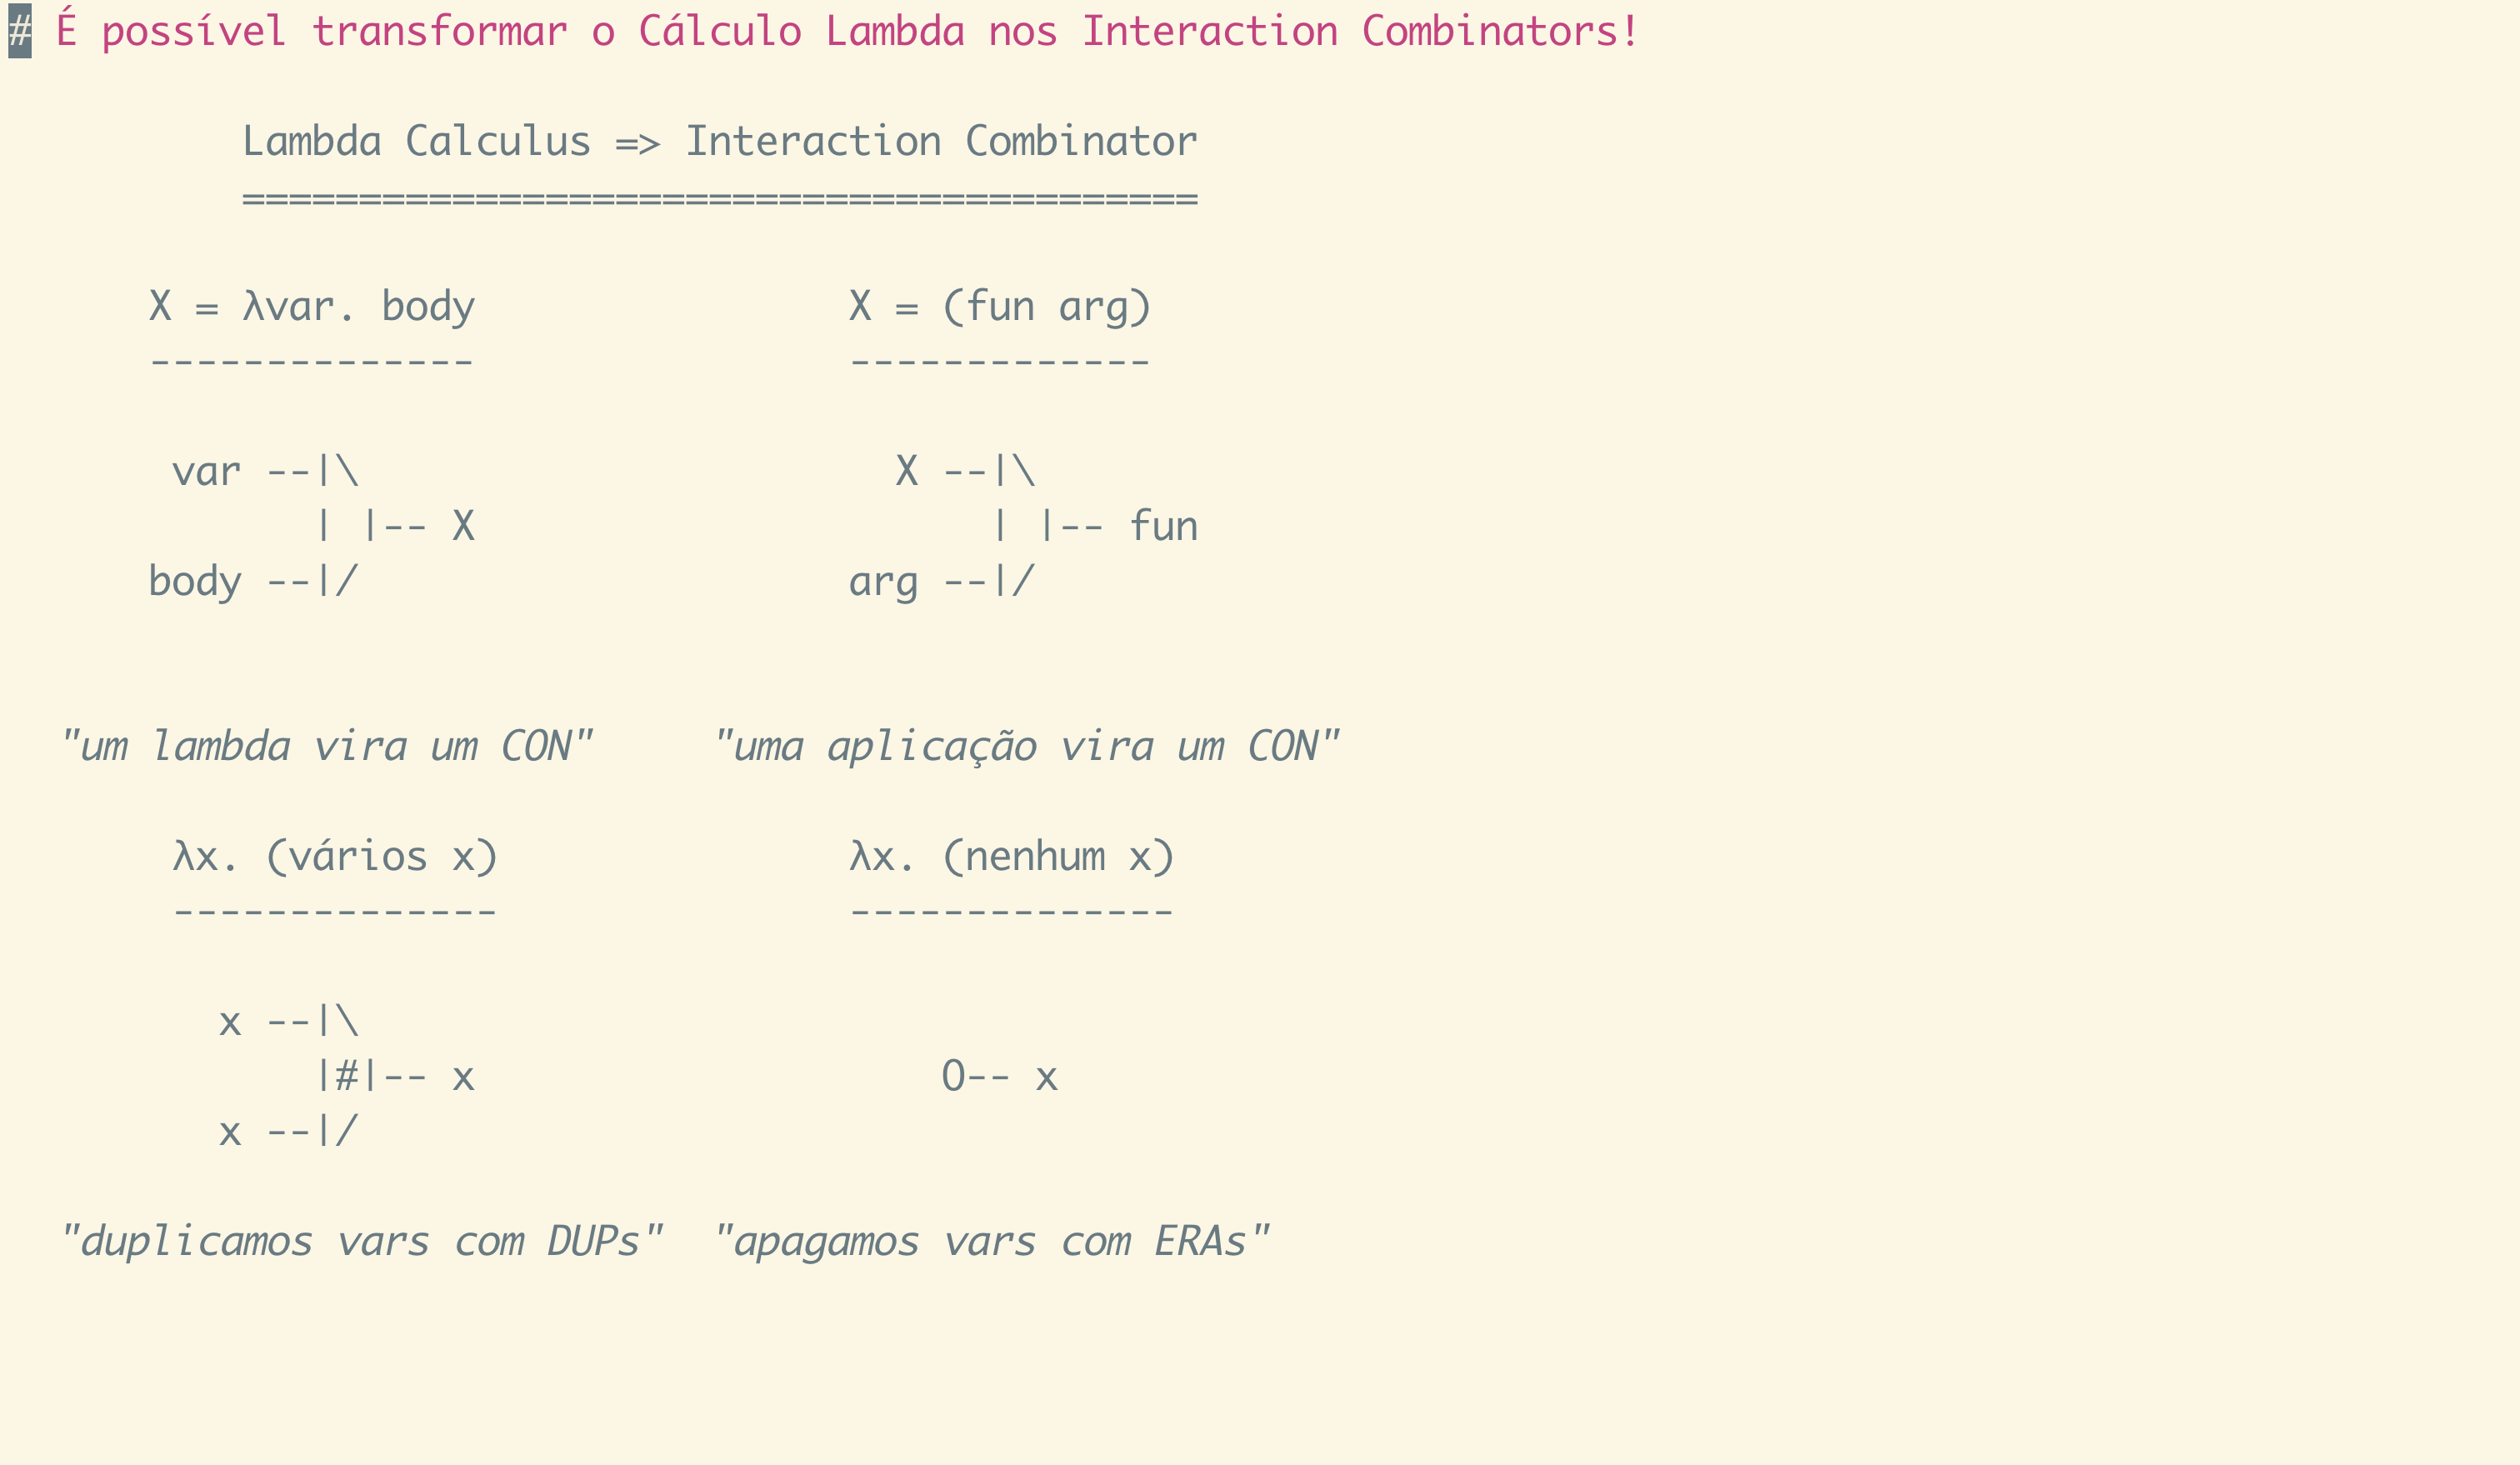 # É possível transformar o Cálculo Lambda nos Interaction Combinators!
Lambda Calculus => Interaction Combinator
=========================================
X = λvar. body                X = (fun arg)
--------------                -------------
var --|\                       X --|\
| |-- X                      | |-- fun
body --|/                     arg --|/
"um lambda vira um CON"     "uma aplicação vira um CON"
λx. (vários x)               λx. (nenhum x)
--------------               --------------
x --|\
|#|-- x                    O-- x
x --|/
"duplicamos vars com DUPs"  "apagamos vars com ERAs"